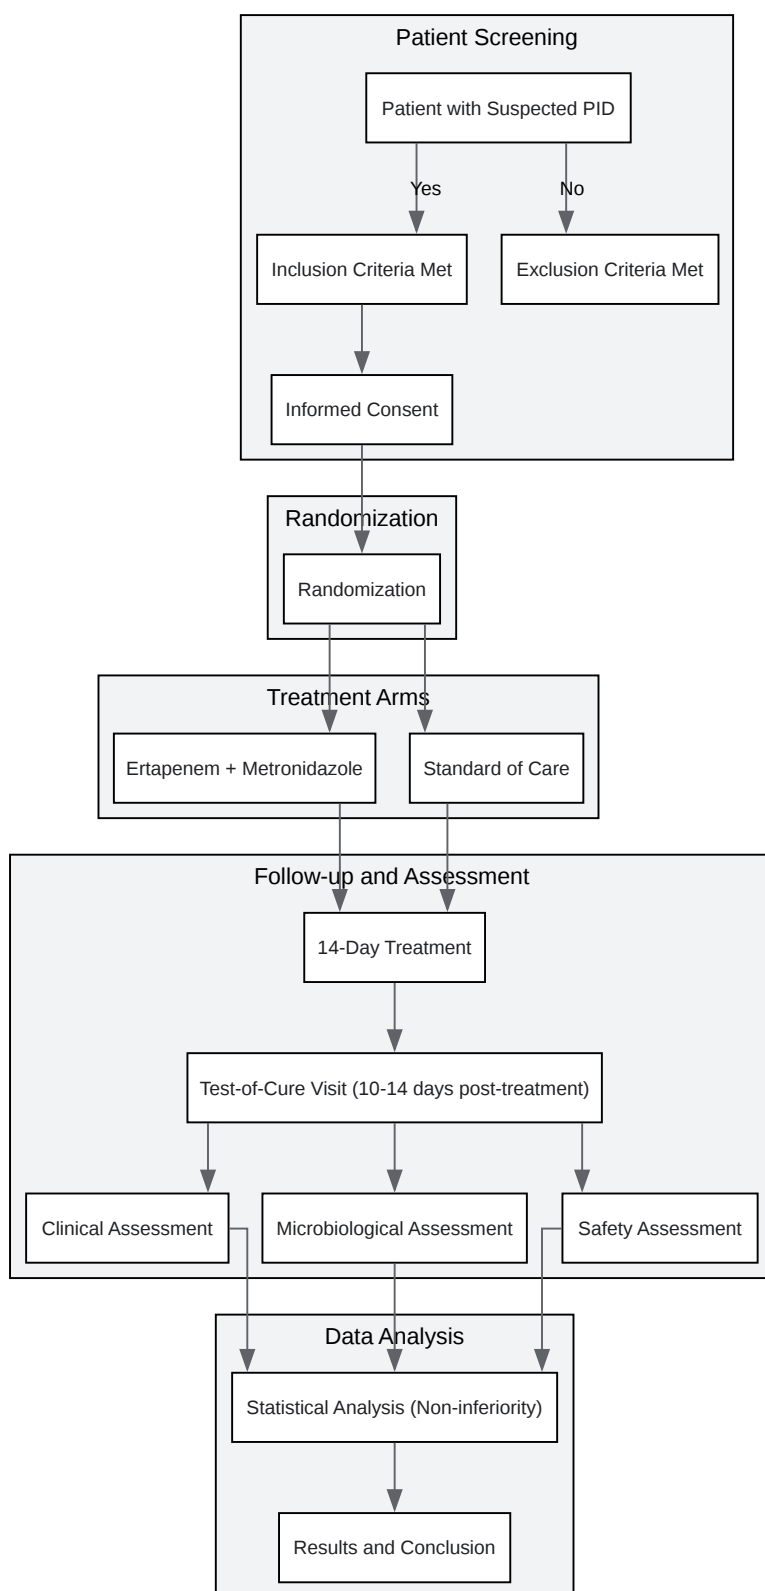 Patient Screening
Patient with Suspected PID
Yes
No
Inclusion Criteria Met
Exclusion Criteria Met
Informed Consent
Randomization
Randomization
Treatment Arms
Ertapenem + Metronidazole
Standard of Care
Follow-up and Assessment
14-Day Treatment
Test-of-Cure Visit (10-14 days post-treatment)
Clinical Assessment
Microbiological Assessment
Safety Assessment
Data Analysis
Statistical Analysis (Non-inferiority)
Results and Conclusion